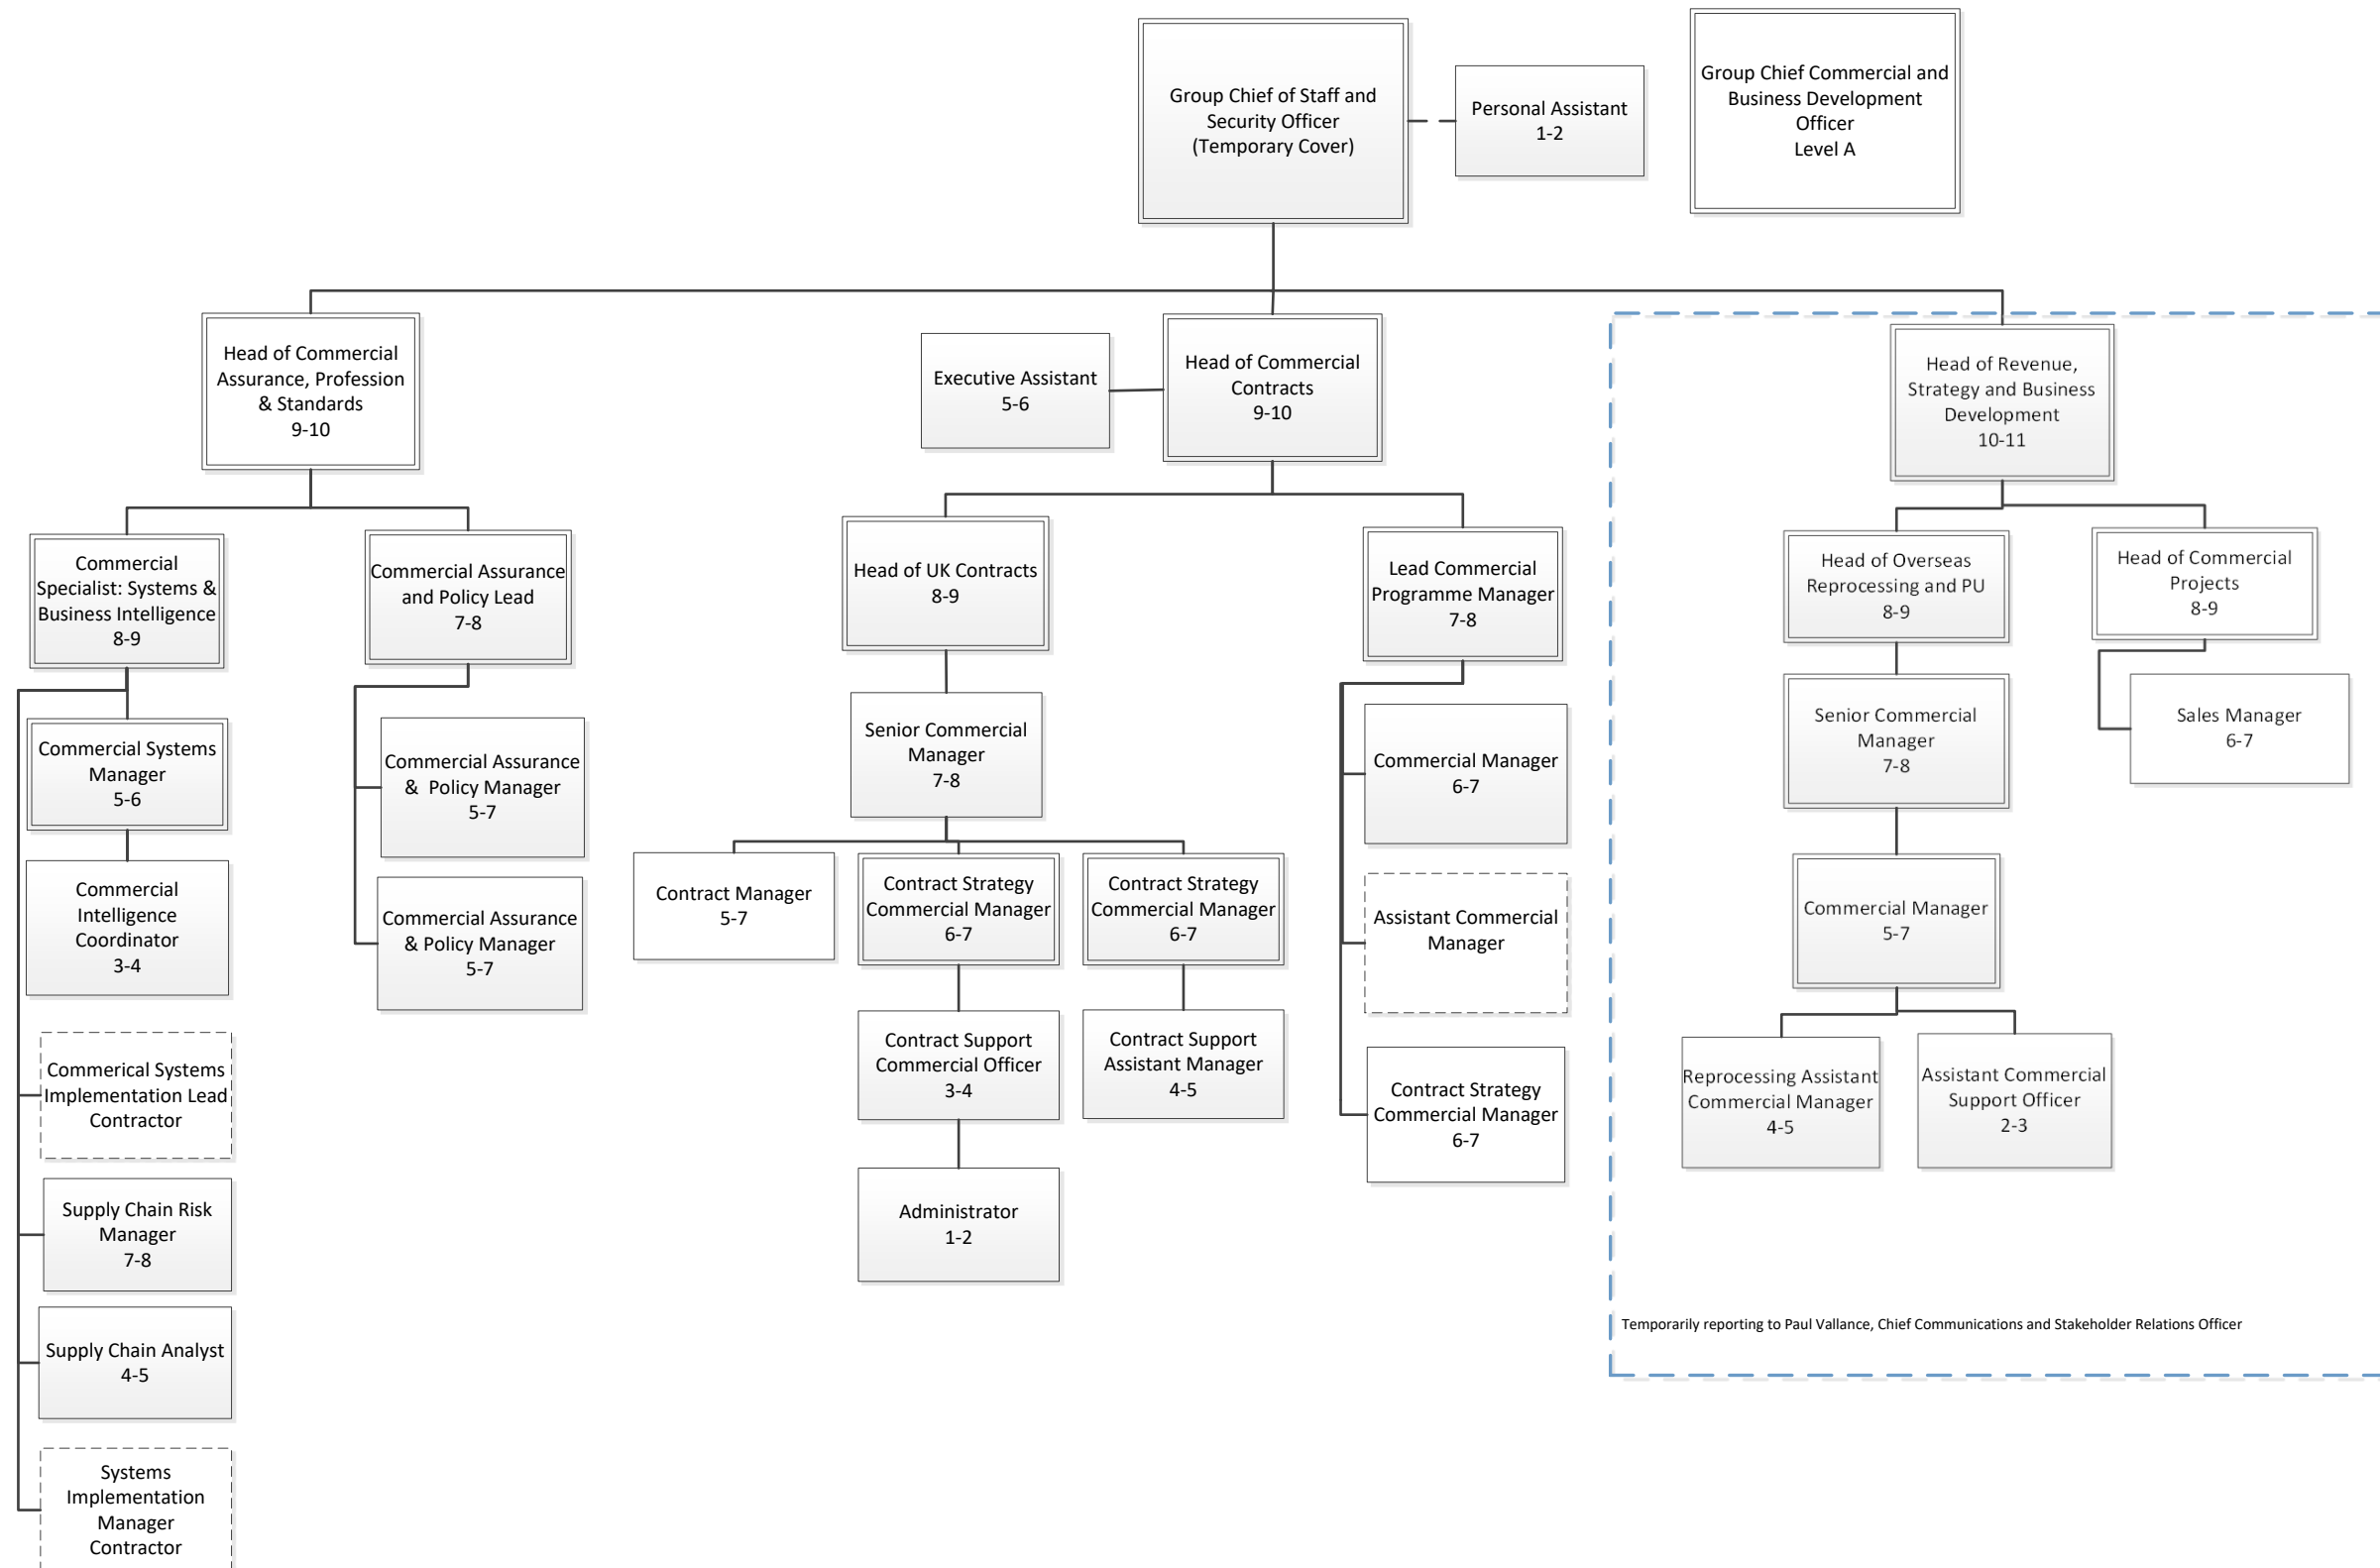 Group Chief of Staff and
Security Officer
(Temporary Cover)
Personal Assistant
1-2
Group Chief Commercial and
Business Development
Officer
Level A
Head of Commercial
Assurance, Profession
& Standards
9-10
Executive Assistant
5-6
Head of Commercial
Contracts
9-10
Head of Revenue,
Strategy and Business
Development
10-11
Commercial
Specialist: Systems &
Business Intelligence
8-9
Commercial Assurance
and Policy Lead
7-8
Head of UK Contracts
8-9
Lead Commercial
Programme Manager
7-8
Head of Overseas
Reprocessing and PU
8-9
Head of Commercial
Projects
8-9
Commercial Systems
Manager
5-6
Commercial Assurance
&  Policy Manager
5-7
Senior Commercial
Manager
7-8
Commercial Manager
6-7
Senior Commercial
Manager
7-8
Sales Manager
6-7
Commercial
Intelligence
Coordinator
3-4
Commercial Assurance
& Policy Manager
5-7
Contract Manager
5-7
Contract Strategy
Commercial Manager
6-7
Contract Strategy
Commercial Manager
6-7
Assistant Commercial
Manager
Commercial Manager
5-7
Commerical Systems
Implementation Lead
Contractor
Contract Support
Commercial Officer
3-4
Contract Support
Assistant Manager
4-5
Contract Strategy
Commercial Manager
6-7
Reprocessing Assistant
Commercial Manager
4-5
Assistant Commercial
Support Officer
2-3
Supply Chain Risk
Manager
7-8
Administrator
1-2
Supply Chain Analyst
4-5
Temporarily reporting to Paul Vallance, Chief Communications and Stakeholder Relations Officer
Systems
Implementation
Manager
Contractor